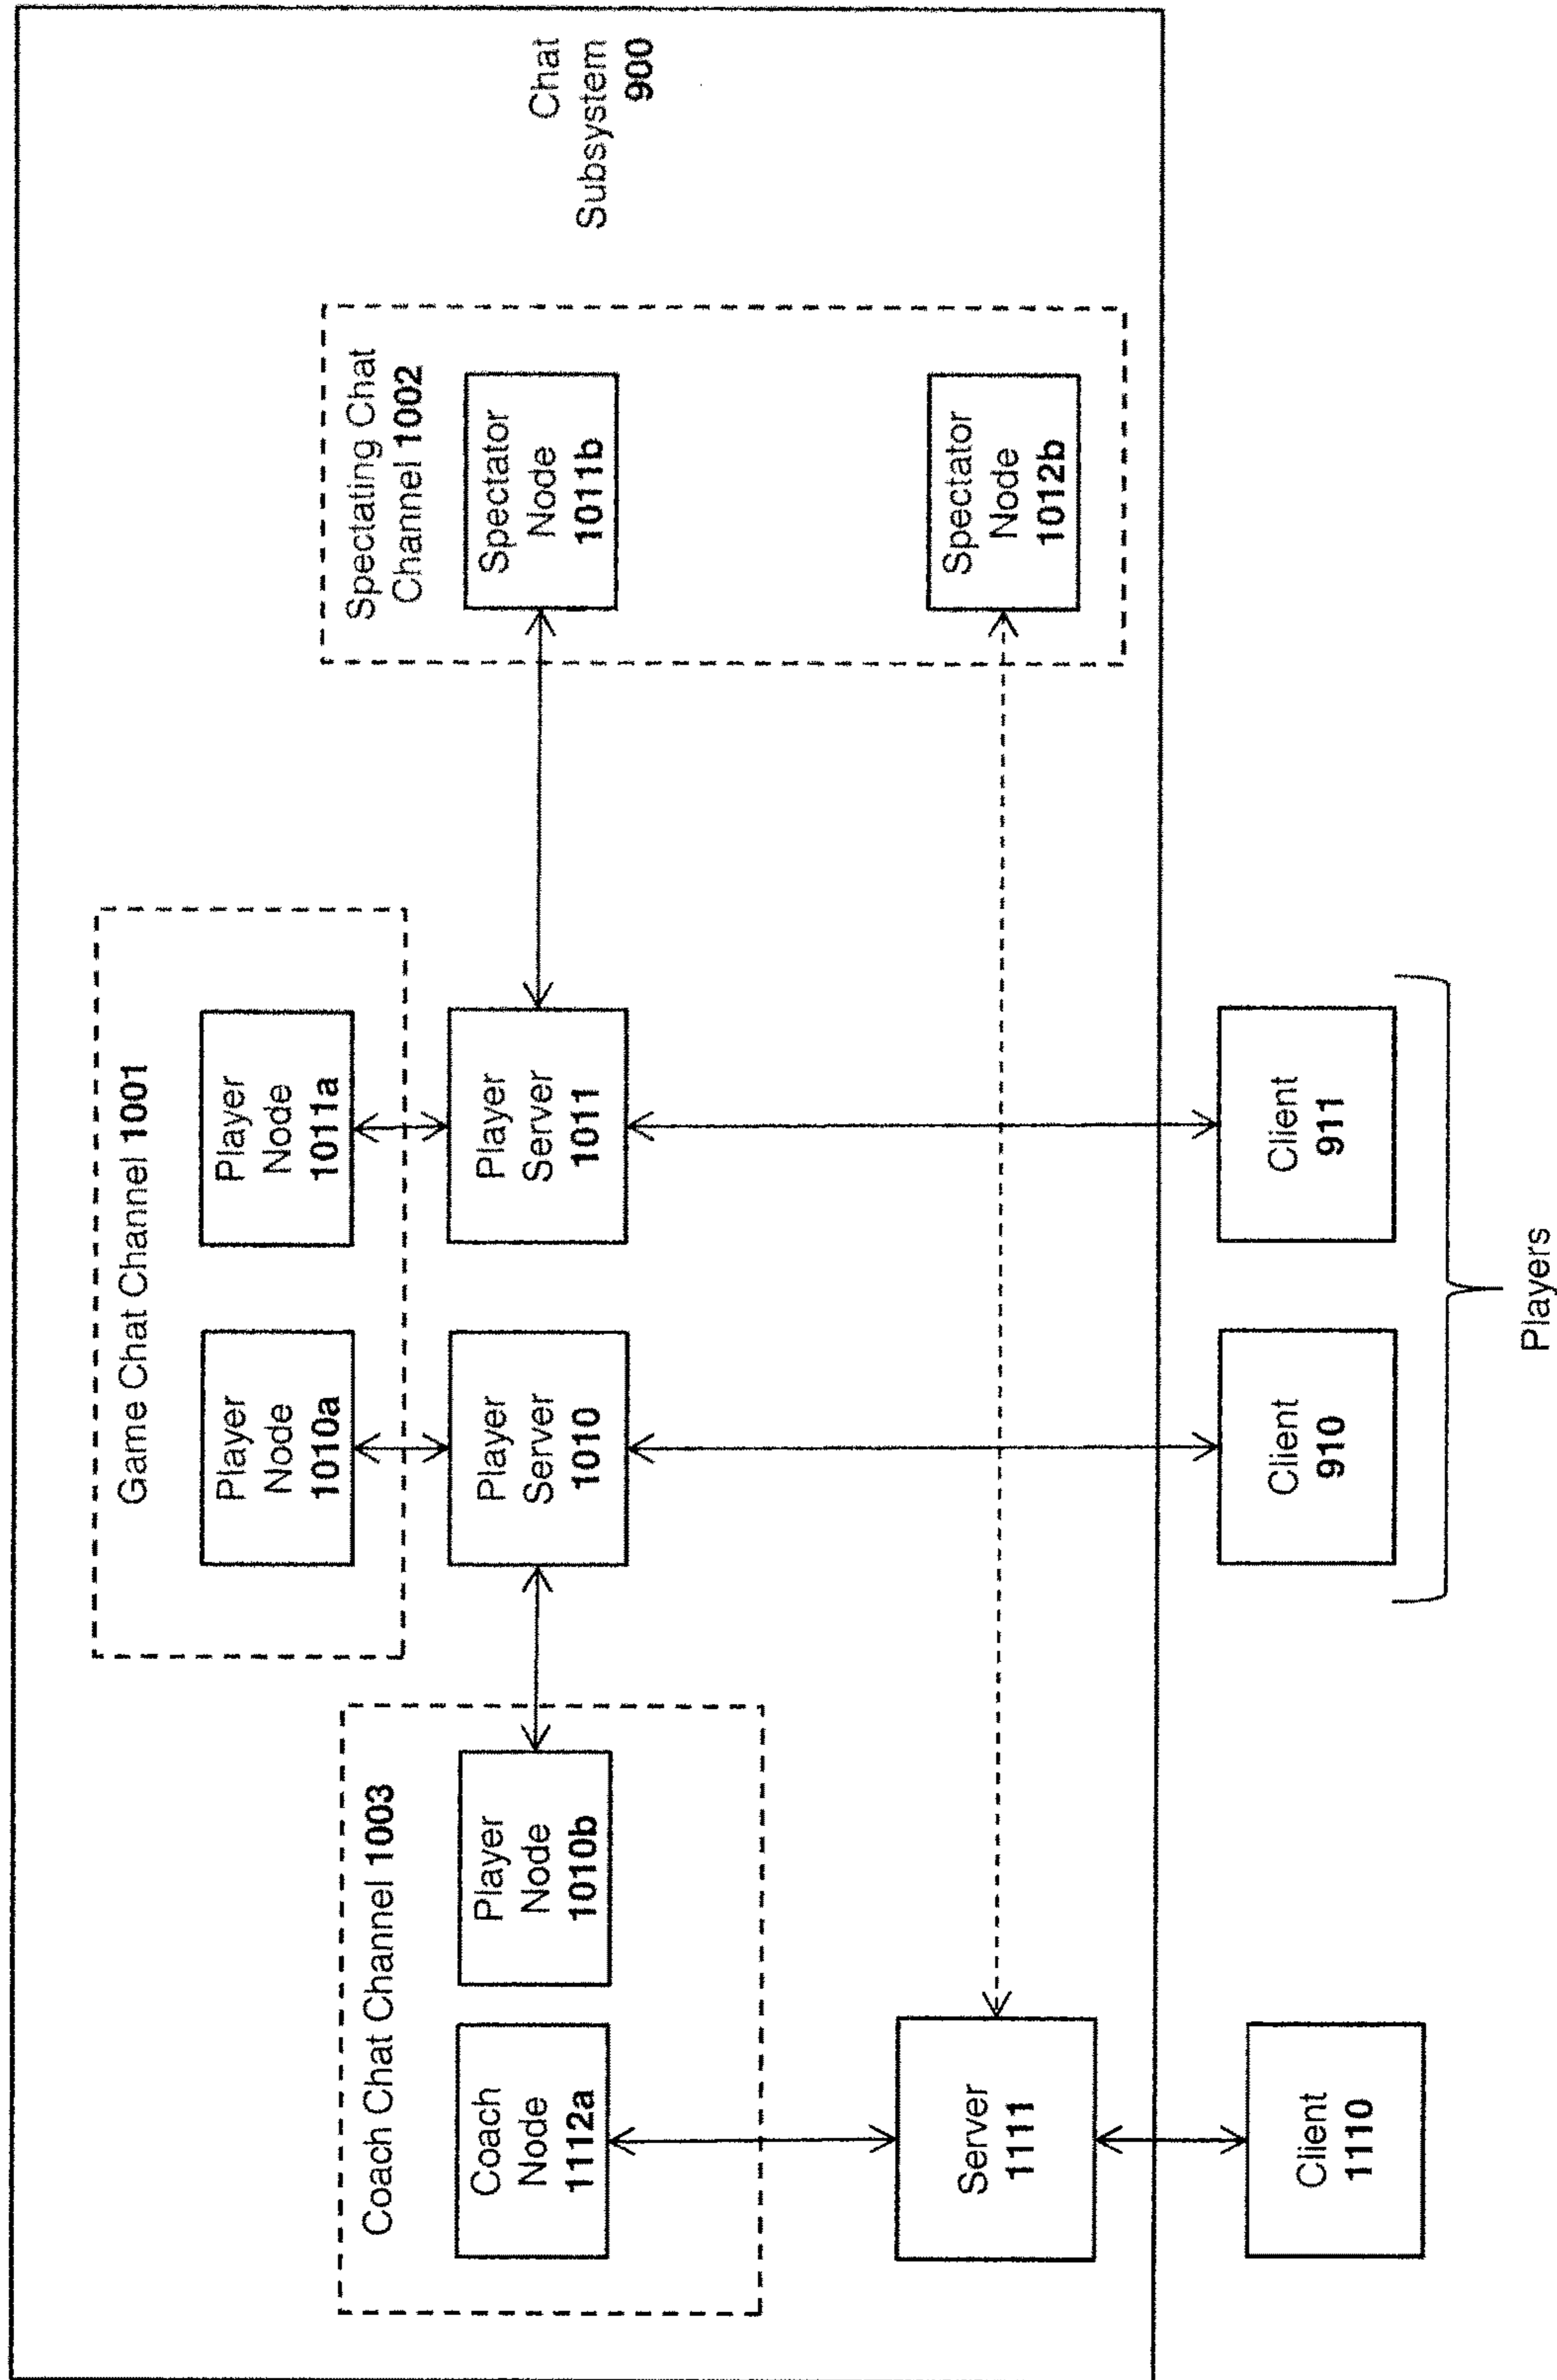 Chat
Subsystem
900
Game Chat Channel 1001
Player
Node
1010a
Player
Node
1011a
Spectating Chat
Channel 1002
Spectator
Node
1011b
Spectator
Node
1012b
Coach Chat Channel 1003
Coach
Node
1112a
Player
Node
1010b
Player
Server
1010
Player
Server
1011
Server
1111
Client
1110
Client
910
Client
911
Players